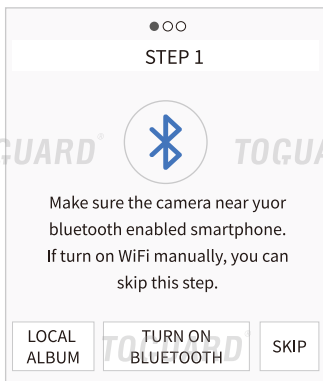 STEP 1
TOGUARD®
TOGUARD
Make sure the camera near yuor
bluetooth enabled smartphone.
If turn on WiFi manually, you can
skip this step.
LOCAL
ALBUM
TURN ON
BLUETOOTH
SKIP
TOGUARD®